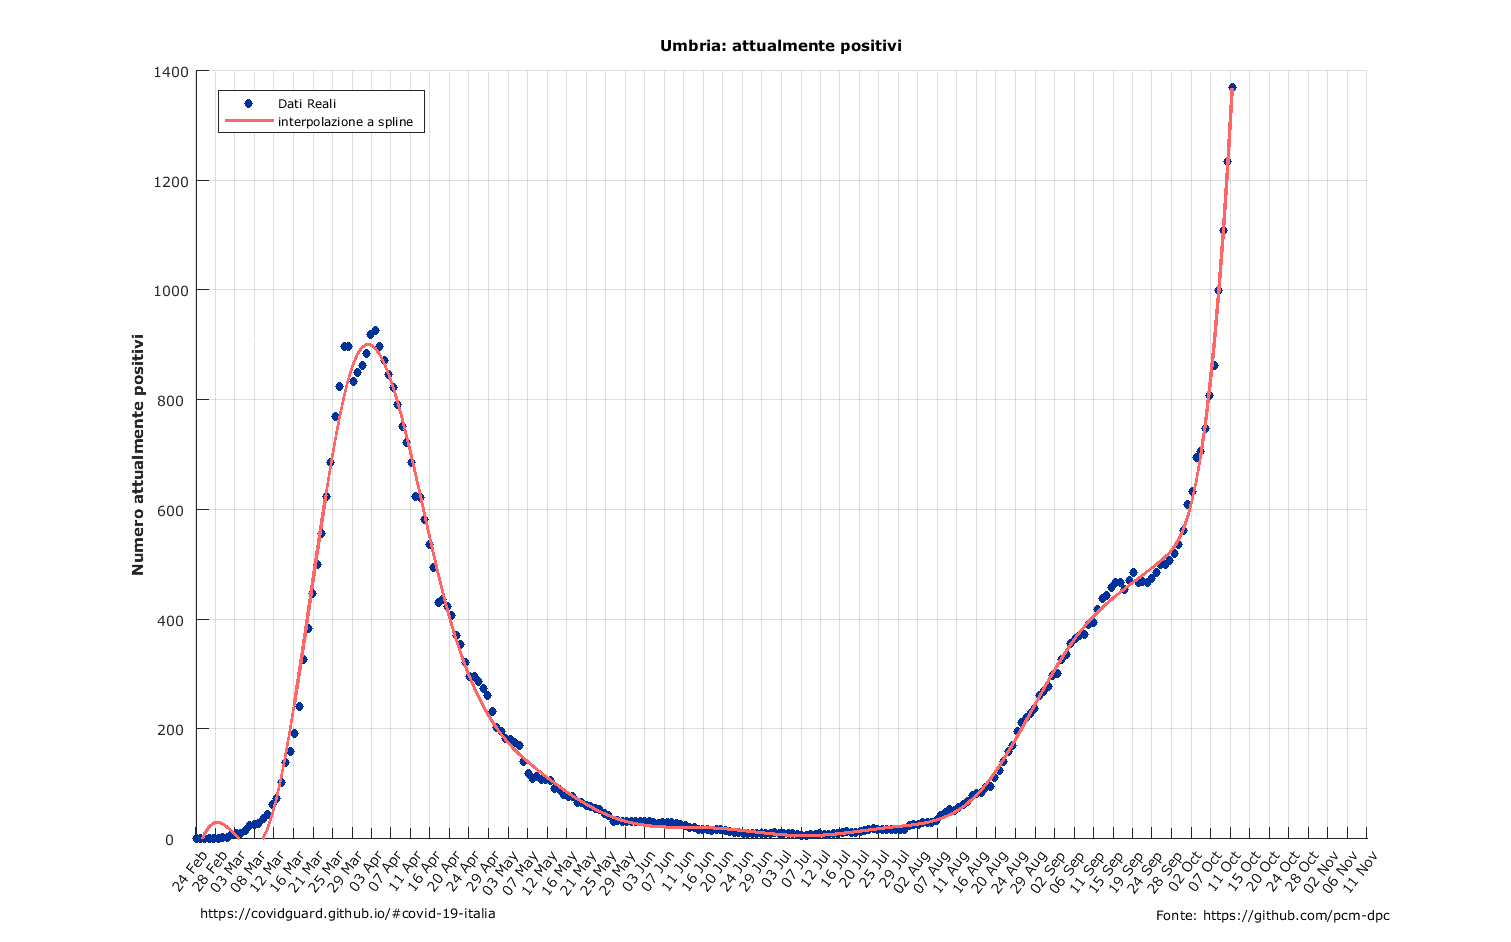 Umbria: attualmente positivi
1400
1200
1000
800
600
400
200
0
Numero attualmente positivi
Dati Reali
interpolazione a spline
24 Feb
28 Feb
03 Mar
08 Mar
12 Mar
16 Mar
21 Mar
25 Mar
29 Mar
03 Apr
07 Apr
11 Apr
16 Apr
20 Apr
24 Apr
29 Apr
03 May
07 May
12 May
16 May
21 May
25 May
29 May
03 Jun
07 Jun
11 Jun
16 Jun
20 Jun
24 Jun
29 Jun
03 Jul
07 Jul
12 Jul
16 Jul
20 Jul
25 Jul
29 Jul
02 Aug
07 Aug
11 Aug
16 Aug
20 Aug
24 Aug
29 Aug
02 Sep
06 Sep
11 Sep
15 Sep
19 Sep
24 Sep
28 Sep
02 Oct
07 Oct
11 Oct
15 Oct
20 Oct
24 Oct
28 Oct
02 Nov
06 Nov
11 Nov
https://covidguard.github.io/#covid-19-italia
Fonte: https://github.com/pcm-dpc